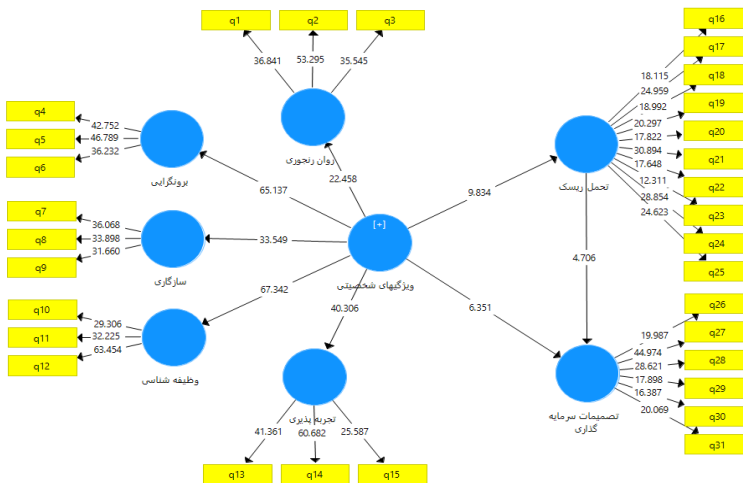 q1
q2
q3
36.841
53.295
35.545
روان رنجوری
22.458
q4
q5
q6
42.752
46.789
36.232
برونگرایی
65.137
q7
q8
q9
36.068
33.898
31.660
سازگاری
33.549
q10
q11
q12
29.306
32.225
63.454
وظیفه شناسی
67.342
[+]
ویژگیهای شخصیتی
40.306
تجربه پذیری
41.361
60.682
25.587
q13
q14
q15
9.834
6.351
4.706
تحمل ریسک
18.115
24.959
18.992
20.297
17.822
30.894
17.648
12.311
28.854
24.623
q16
q17
q18
q19
q20
q21
q22
q23
q24
q25
تصمیمات سرمایه
گذاری
19.987
44.974
28.621
17.898
16.387
20.069
q26
q27
q28
q29
q30
q31